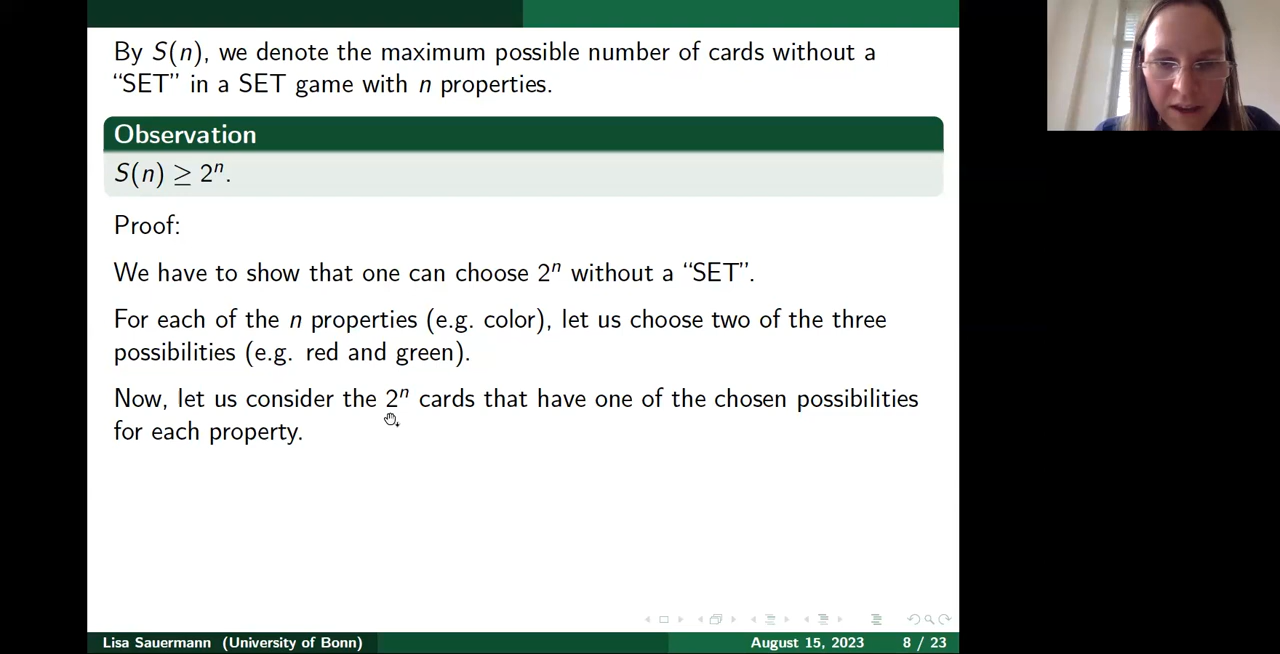 By S(n), we denote the maximum possible number of cards without a
“SET” in a SET game with n properties.
Observation
S(n) ≥ 2ⁿ.
Proof:
We have to show that one can choose 2ⁿ without a “SET”.
For each of the n properties (e.g. color), let us choose two of the three
possibilities (e.g. red and green).
Now, let us consider the 2ⁿ cards that have one of the chosen possibilities
for each property.
Lisa Sauermann (University of Bonn) August 15, 2023 8 / 23